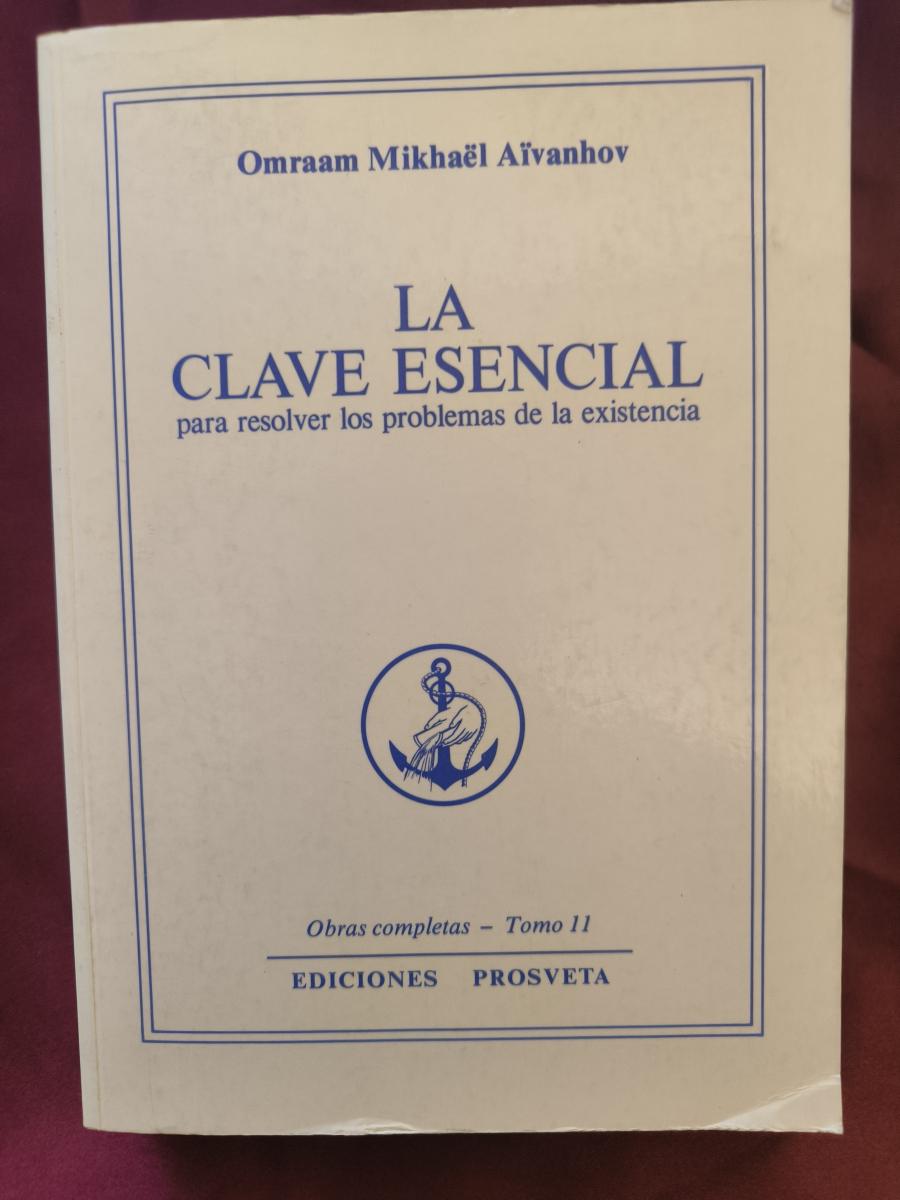 Omraam Mikhaël Aïvanhov
LA
CLAVE ESENCIAL
para resolver los problemas de la existencia
Obras completas – Tomo 11
EDICIONES PROSVETA